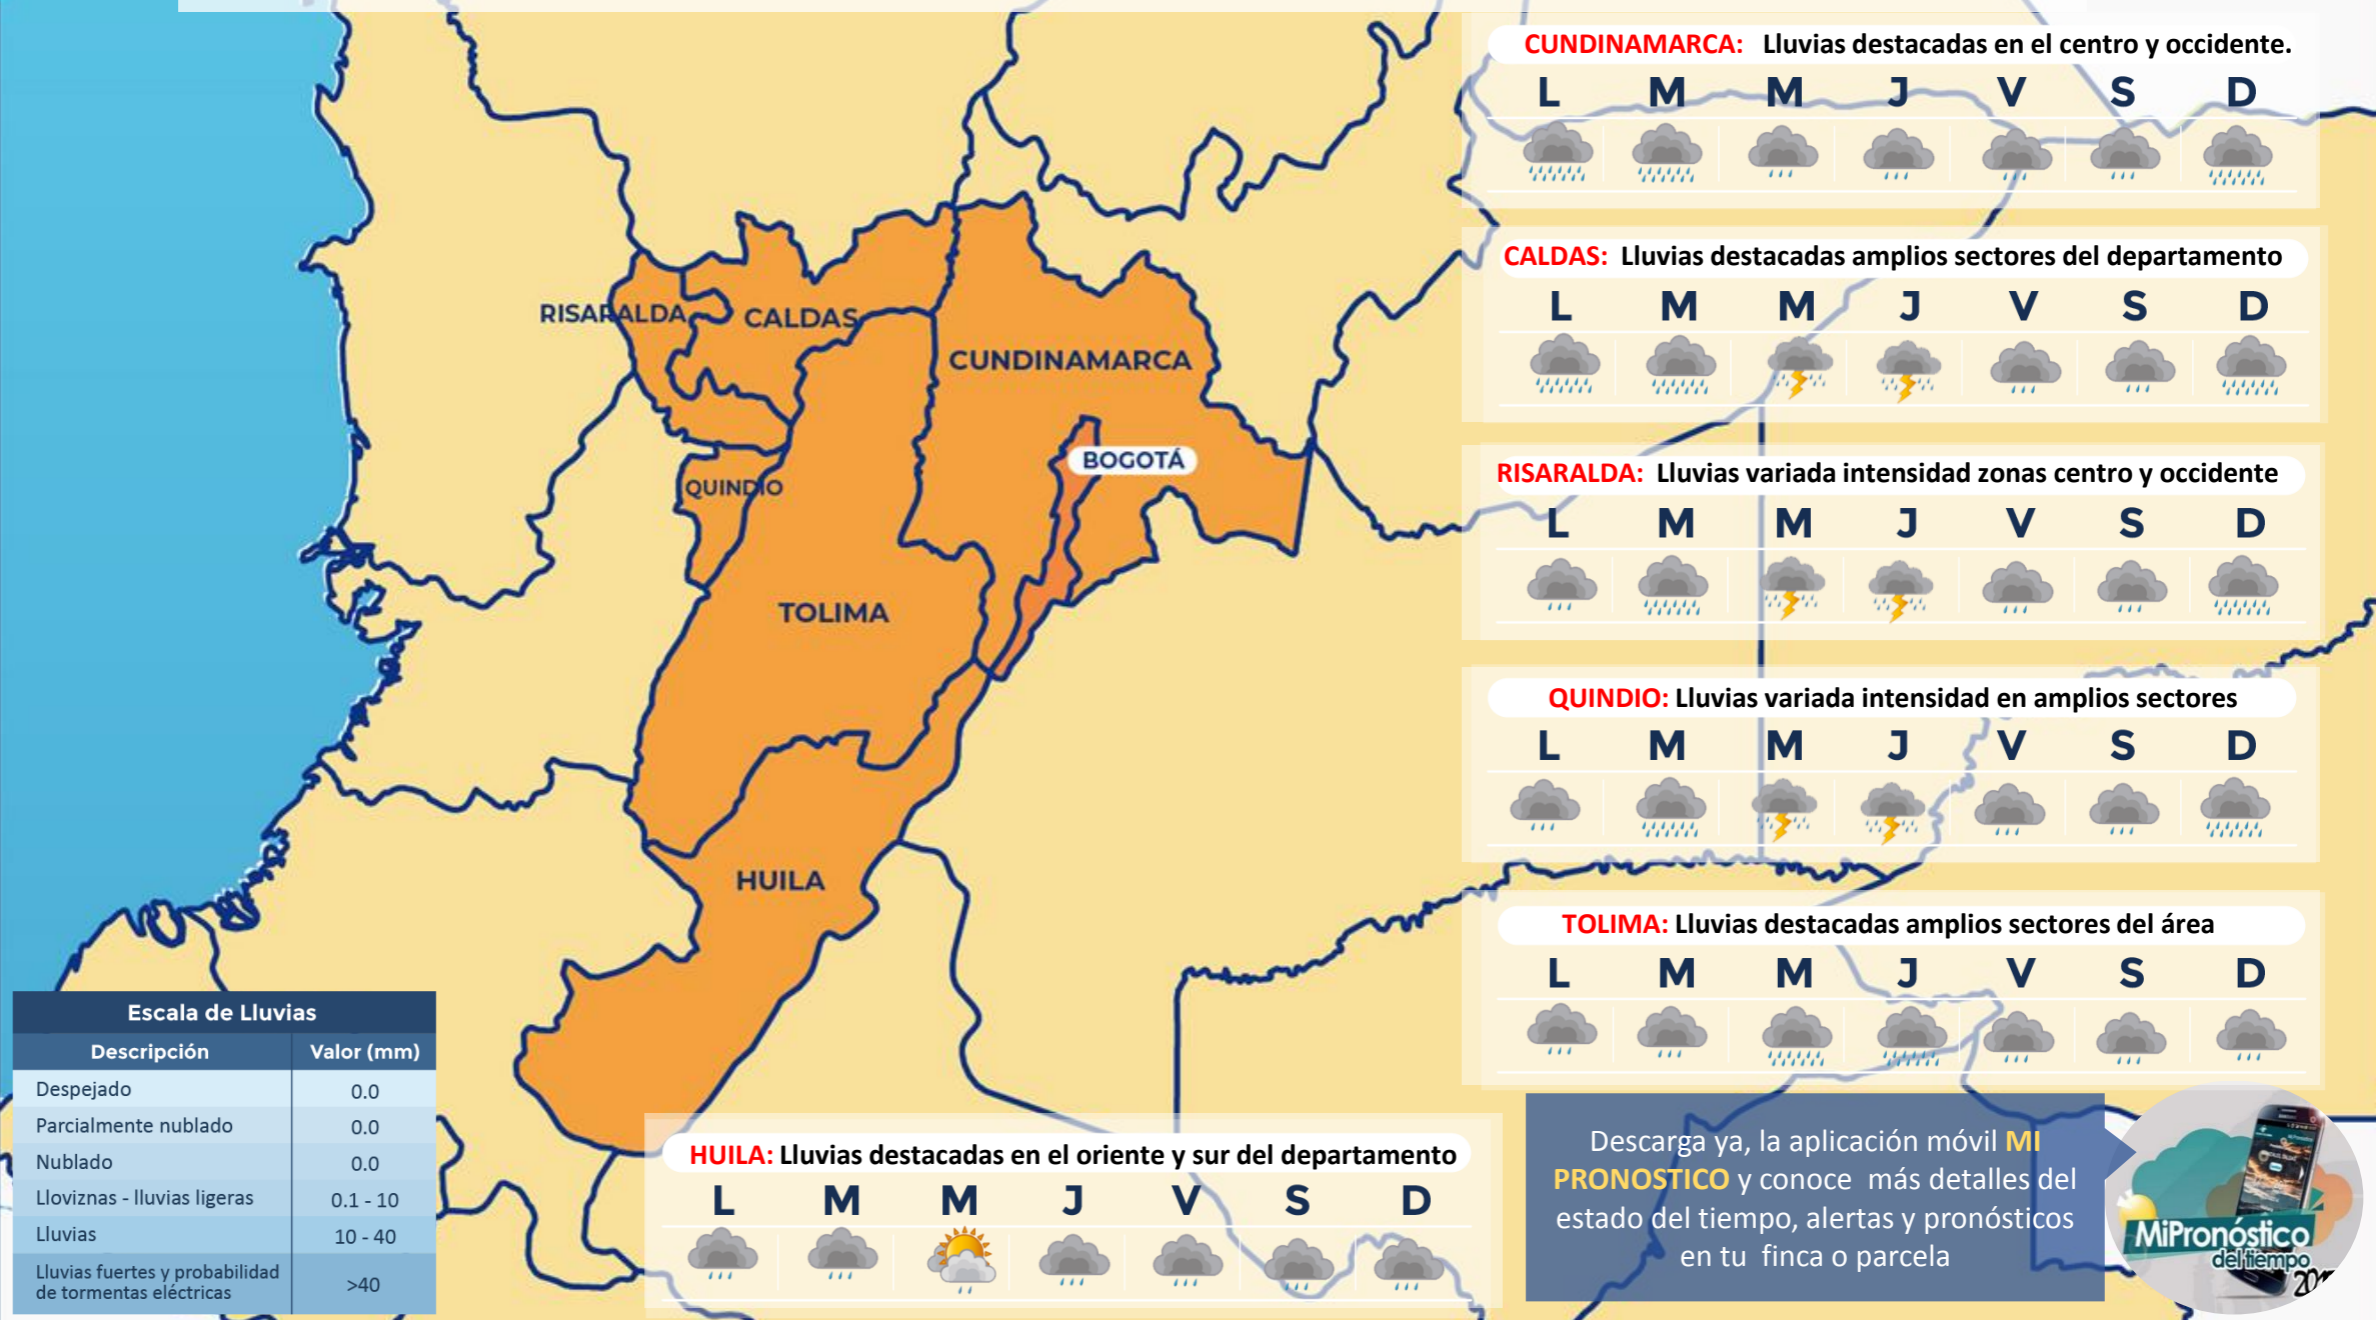 CUNDINAMARCA: Lluvias destacadas en el centro y occidente.
L M M J V S D
CALDAS: Lluvias destacadas amplios sectores del departamento
L M M J V S D
RISARALDA: Lluvias variada intensidad zonas centro y occidente
L M M J V S D
QUINDIO: Lluvias variada intensidad en amplios sectores
L M M J V S D
TOLIMA: Lluvias destacadas amplios sectores del área
L M M J V S D
HUILA: Lluvias destacadas en el oriente y sur del departamento
L M M J V S D
RISARALDA
CALDAS
CUNDINAMARCA
BOGOTÁ
QUINDIO
TOLIMA
HUILA
Escala de Lluvias
Descripción Valor (mm)
Despejado 0.0
Parcialmente nublado 0.0
Nublado 0.0
Lloviznas - lluvias ligeras 0.1 - 10
Lluvias 10 - 40
Lluvias fuertes y probabilidad
de tormentas eléctricas >40
Descarga ya, la aplicación móvil MI
PRONOSTICO y conoce más detalles del
estado del tiempo, alertas y pronósticos
en tu finca o parcela
MiPronóstico
del tiempo